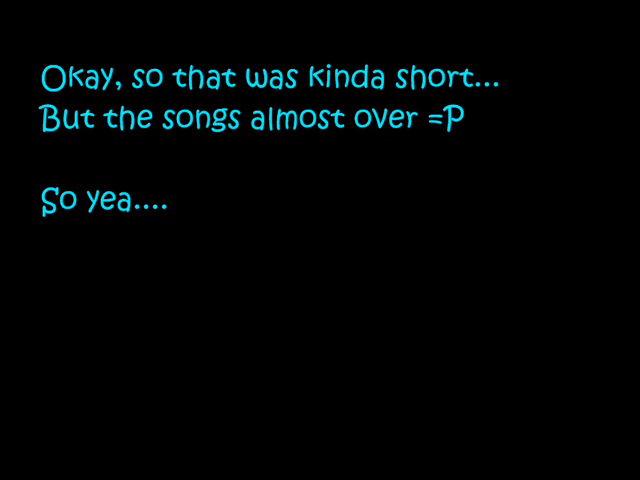 Okay, so that was kinda short...
But the songs almost over =P
So yea....